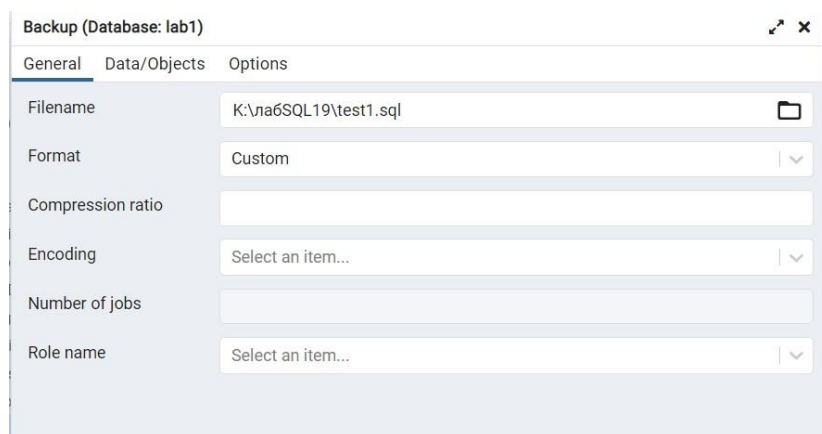 Backup (Database: lab1)
General Data/Objects Options
Filename K:\лабSQL19\test1.sql
Format Custom
Compression ratio
Encoding Select an item...
Number of jobs
Role name Select an item...